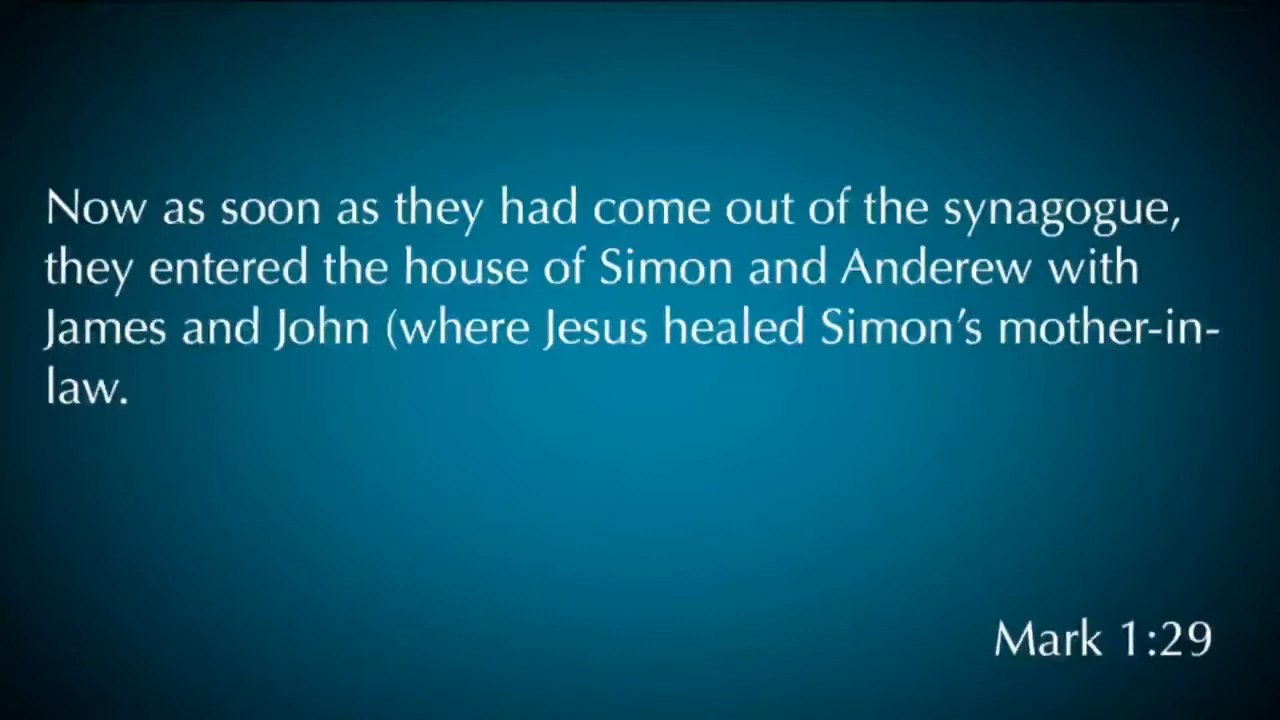 Now as soon as they had come out of the synagogue,
they entered the house of Simon and Anderew with
James and John (where Jesus healed Simon’s mother-in-
law.
Mark 1:29